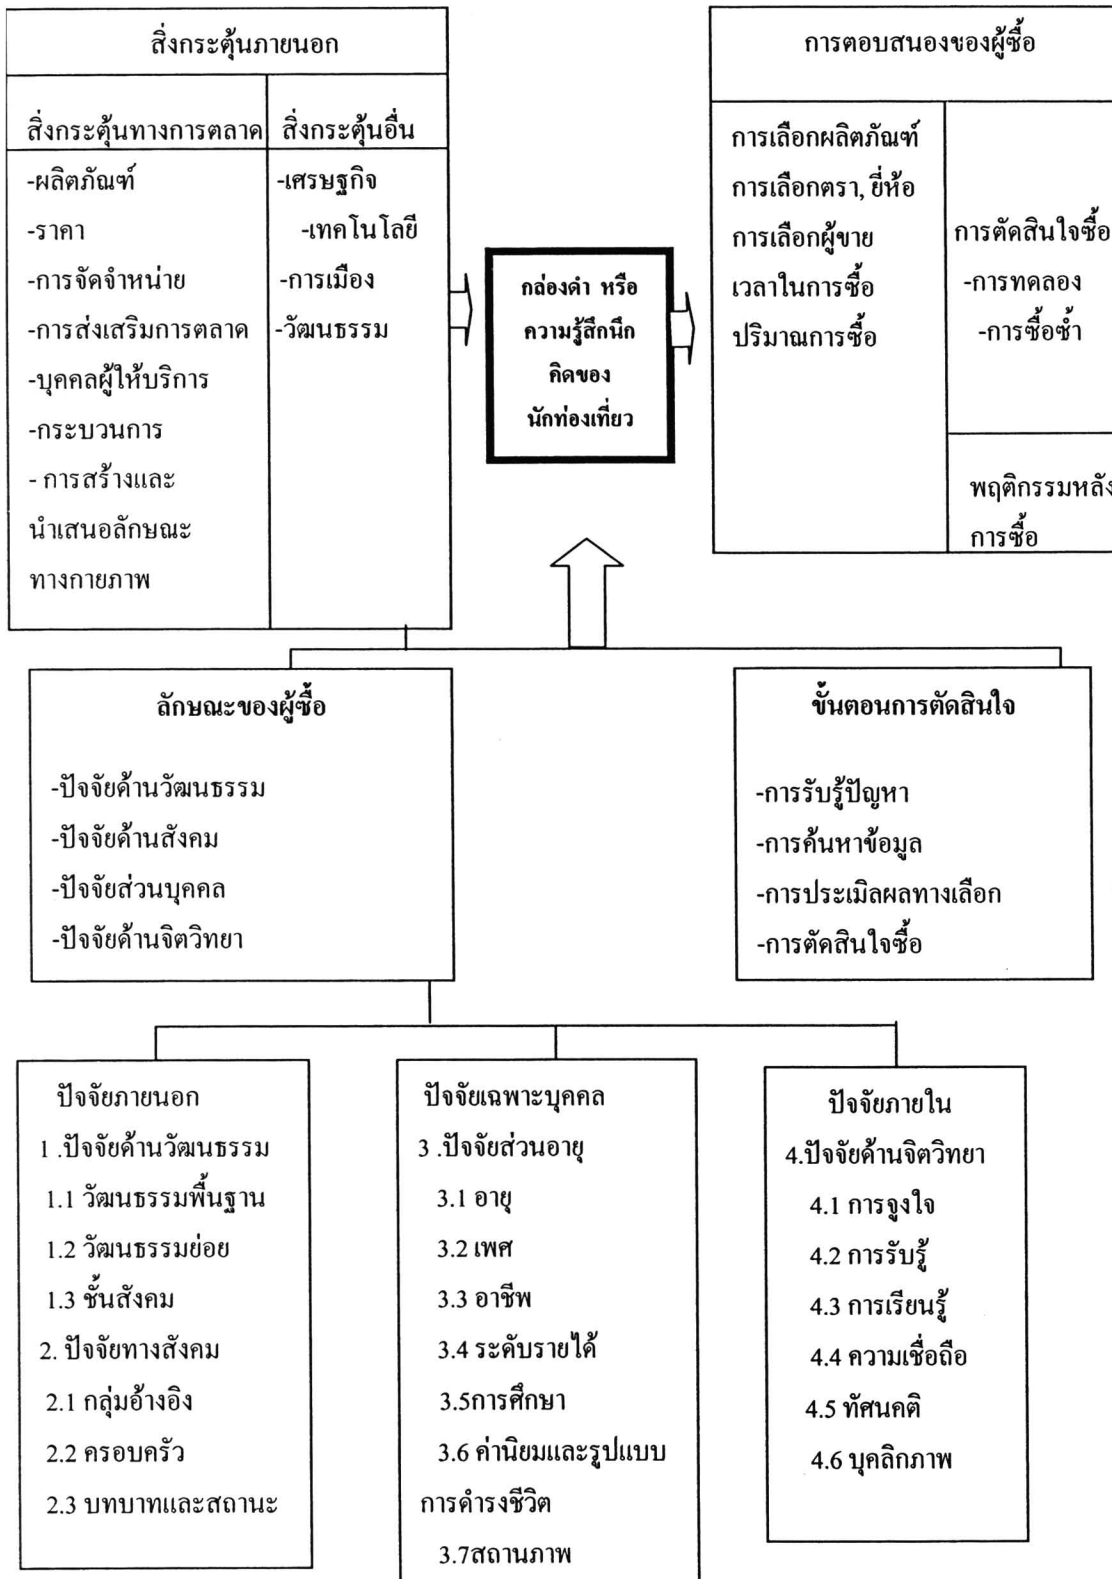 สิ่งกระตุ้นภายนอก
สิ่งกระตุ้นทางการตลาด
-ผลิตภัณฑ์
-ราคา
-การจัดจำหน่าย
-การส่งเสริมการตลาด
-บุคคลผู้ให้บริการ
-กระบวนการ
- การสร้างและ
นำเสนอลักษณะ
ทางกายภาพ
สิ่งกระตุ้นอื่น
-เศรษฐกิจ
-เทคโนโลยี
-การเมือง
-วัฒนธรรม
กล่องดำ หรือ
ความรู้สึกนึก
คิดของ
นักท่องเที่ยว
การตอบสนองของผู้ซื้อ
การเลือกผลิตภัณฑ์
การเลือกตรา, ยี่ห้อ
การเลือกผู้ขาย
เวลาในการซื้อ
ปริมาณการซื้อ
การตัดสินใจซื้อ
-การทดลอง
-การซื้อซ้ำ
พฤติกรรมหลัง
การซื้อ
ลักษณะของผู้ซื้อ
-ปัจจัยด้านวัฒนธรรม
-ปัจจัยด้านสังคม
-ปัจจัยส่วนบุคคล
-ปัจจัยด้านจิตวิทยา
ขั้นตอนการตัดสินใจ
-การรับรู้ปัญหา
-การค้นหาข้อมูล
-การประเมิลผลทางเลือก
-การตัดสินใจซื้อ
ปัจจัยภายนอก
1 .ปัจจัยด้านวัฒนธรรม
1.1 วัฒนธรรมพื้นฐาน
1.2 วัฒนธรรมย่อย
1.3 ชั้นสังคม
2. ปัจจัยทางสังคม
2.1 กลุ่มอ้างอิง
2.2 ครอบครัว
2.3 บทบาทและสถานะ
ปัจจัยเฉพาะบุคคล
3 .ปัจจัยส่วนอายุ
3.1 อายุ
3.2 เพศ
3.3 อาชีพ
3.4 ระดับรายได้
3.5การศึกษา
3.6 ค่านิยมและรูปแบบ
การดำรงชีวิต
3.7สถานภาพ
ปัจจัยภายใน
4.ปัจจัยด้านจิตวิทยา
4.1 การจูงใจ
4.2 การรับรู้
4.3 การเรียนรู้
4.4 ความเชื่อถือ
4.5 ทัศนคติ
4.6 บุคลิกภาพ